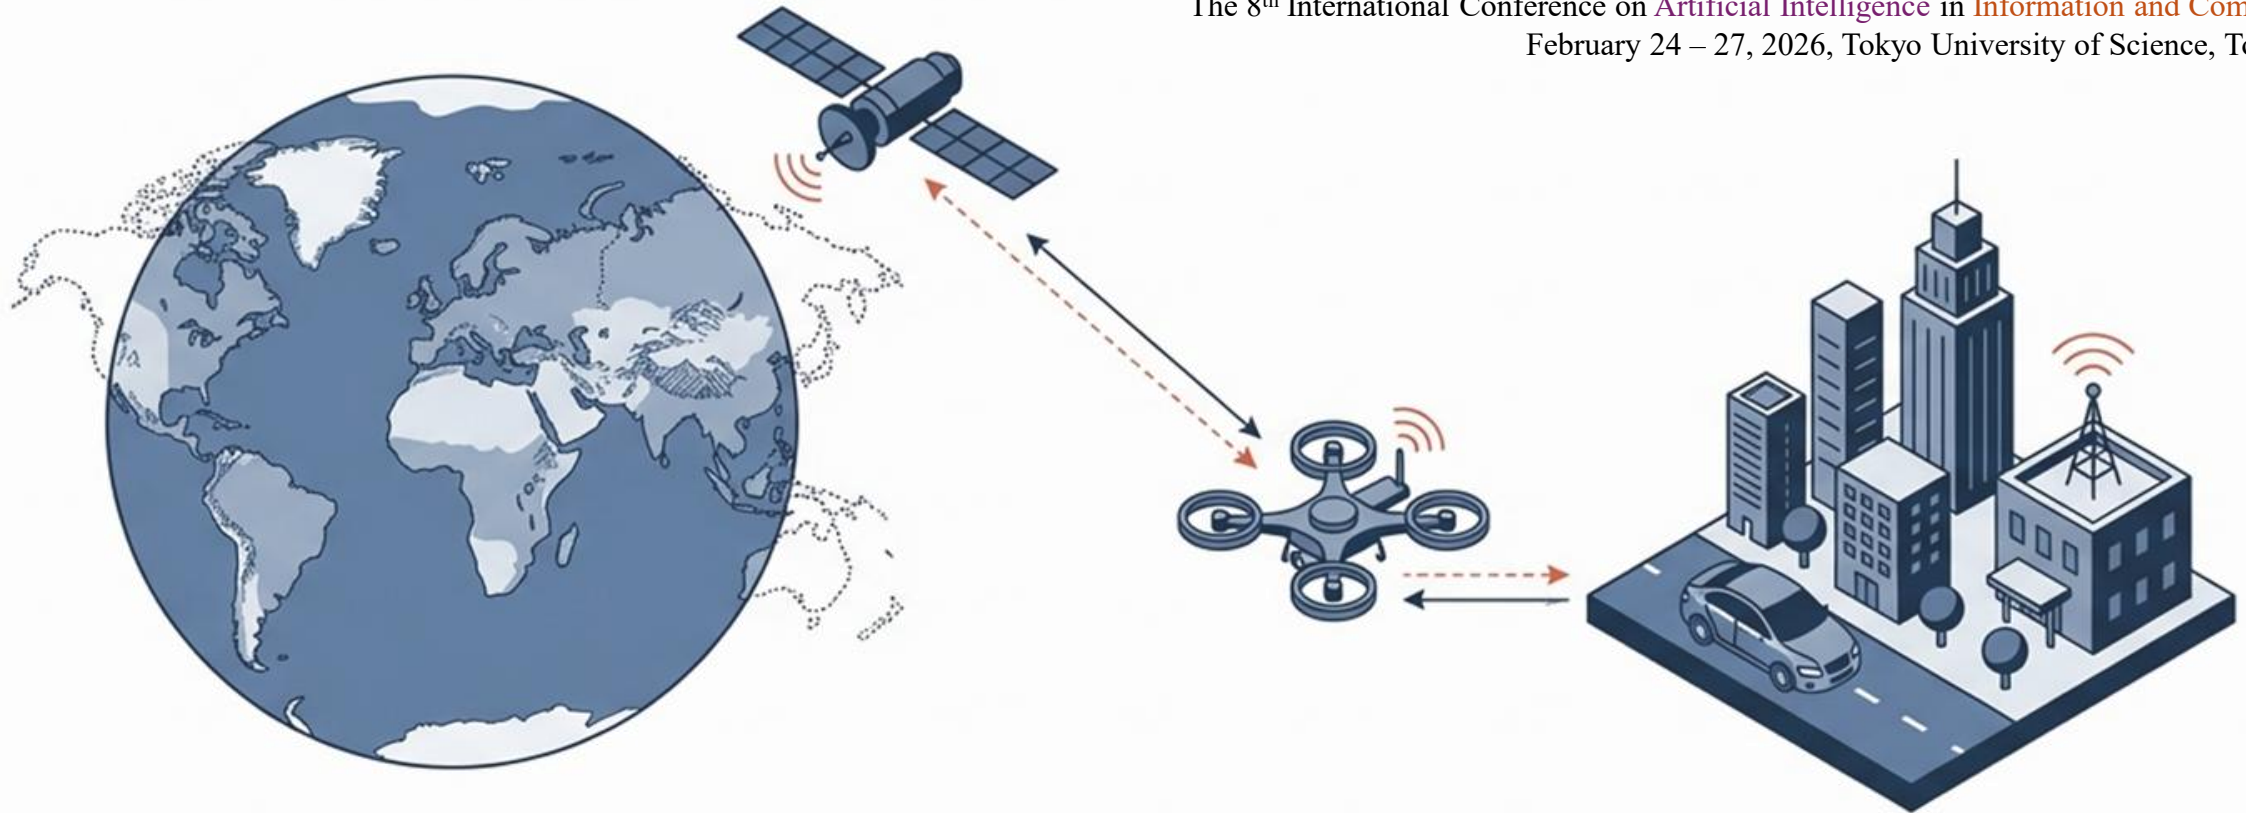 The 8th International Conference on Artificial Intelligence in Information and
February 24 – 27, 2026, Tokyo University of Science,